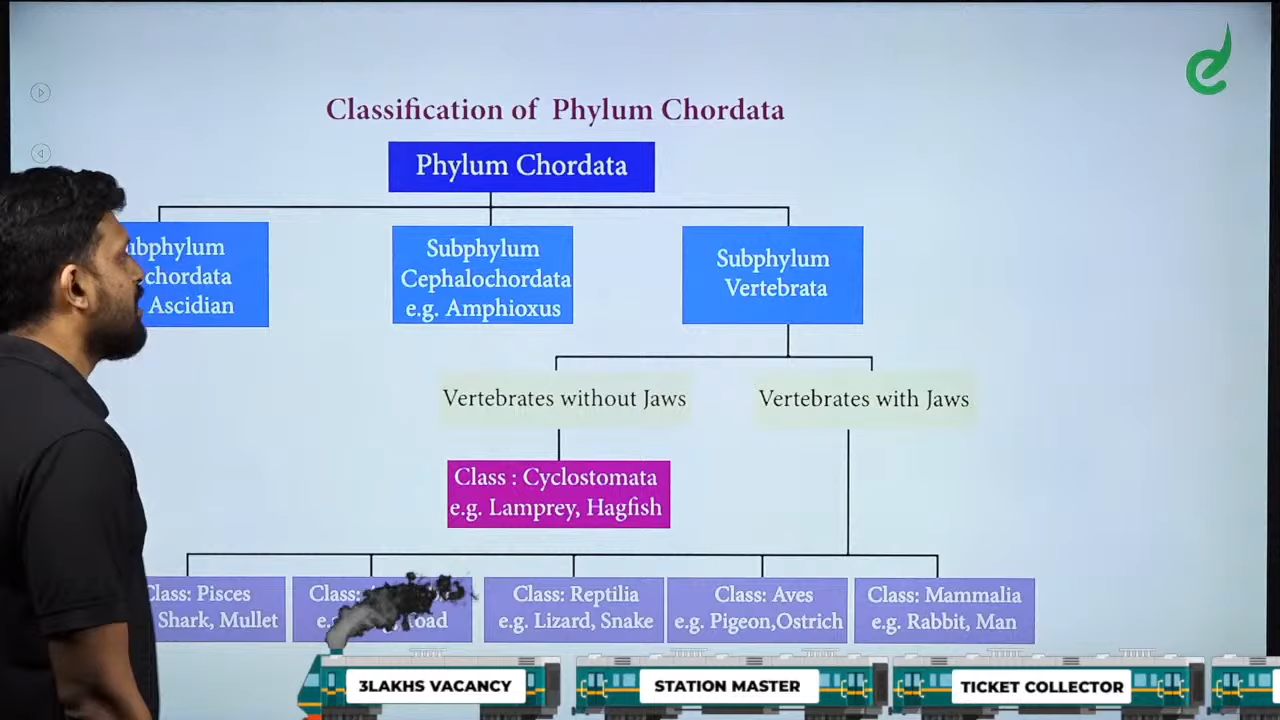 Classification of Phylum Chordata
Phylum Chordata
chordata
Ascidian
Subphylum
Cephalochordata
e.g. Amphioxus
Subphylum
Vertebrata
Vertebrates without Jaws
Vertebrates with Jaws
Class : Cyclostomata
e.g. Lamprey, Hagfish
Class: Pisces
Shark, Mullet
Class:
Class: Reptilia
e.g. Lizard, Snake
Class: Aves
e.g. Pigeon,Ostrich
Class: Mammalia
e.g. Rabbit, Man
3LAKHS VACANCY
STATION MASTER
TICKET COLLECTOR